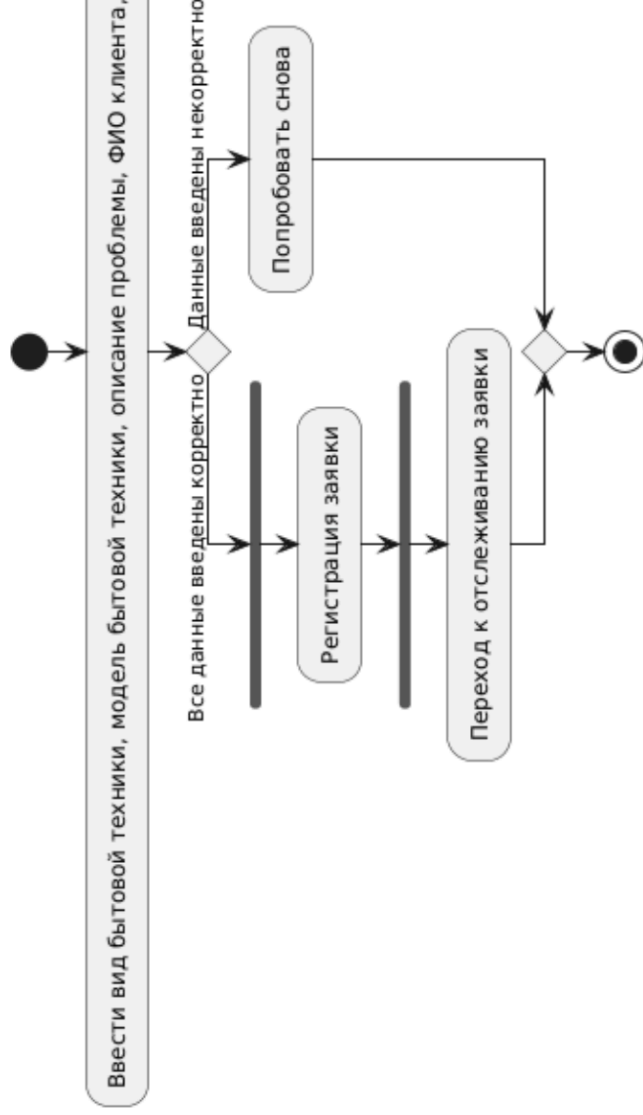 Ввести вид бытовой техники, модель бытовой техники, описание проблемы, ФИО клиента,
Все данные введены корректно
Данные введены некорректно
Регистрация заявки
Попробовать снова
Переход к отслеживанию заявки